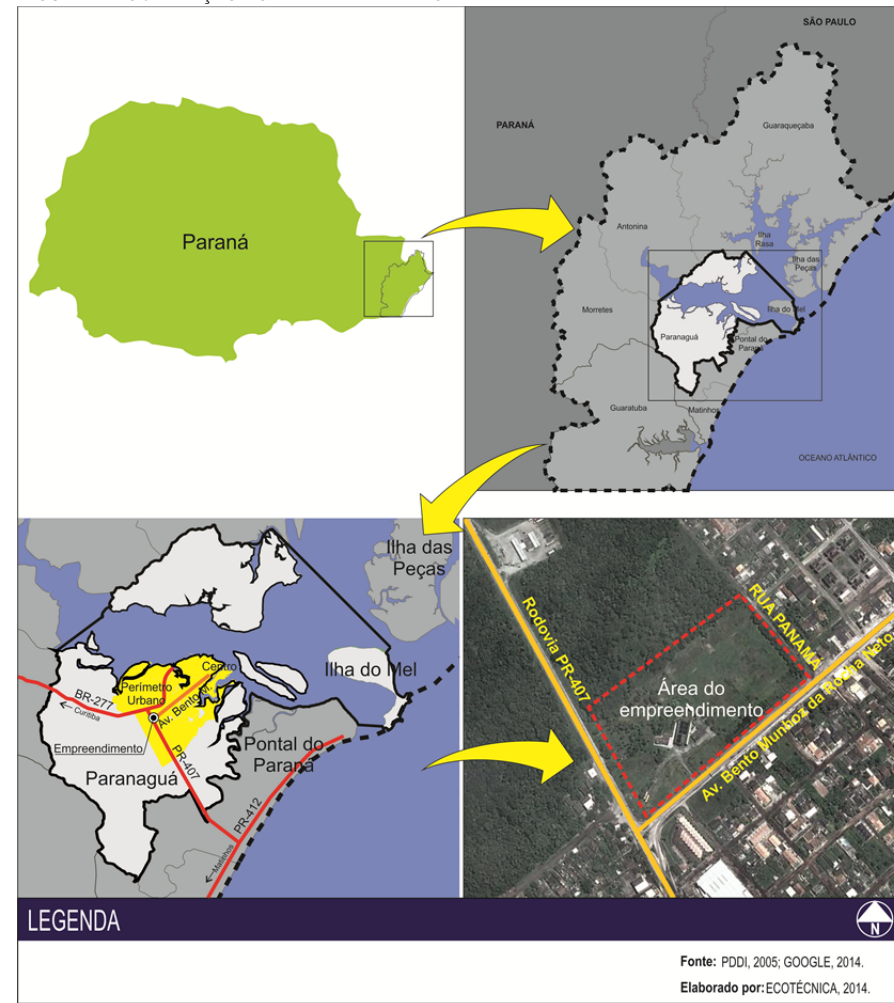 Paraná
SÃO PAULO
PARANÁ
Guaraqueçaba
Antonina
Ilha
Rasa
Ilha das
Peças
Morretes
Ilha do Mel
Paranaguá
Pontal do
Paraná
Guaratuba
Matinhos
OCEANO ATLÂNTICO
Ilha das
Peças
Ilha do Mel
Centro
Perímetro
Urbano
BR-277
Curitiba
Av. Bento M.
Empreendimento
Paranaguá
PR-407
Pontal do
Paraná
PR-412
Matinhos
Rodovia PR-407
RUA PANAMA
Área do
empreendimento
Av. Bento Munhoz da Rocha Neto
LEGENDA
N
Fonte: PDDI, 2005; GOOGLE, 2014.
Elaborado por: ECOTÉCNICA, 2014.